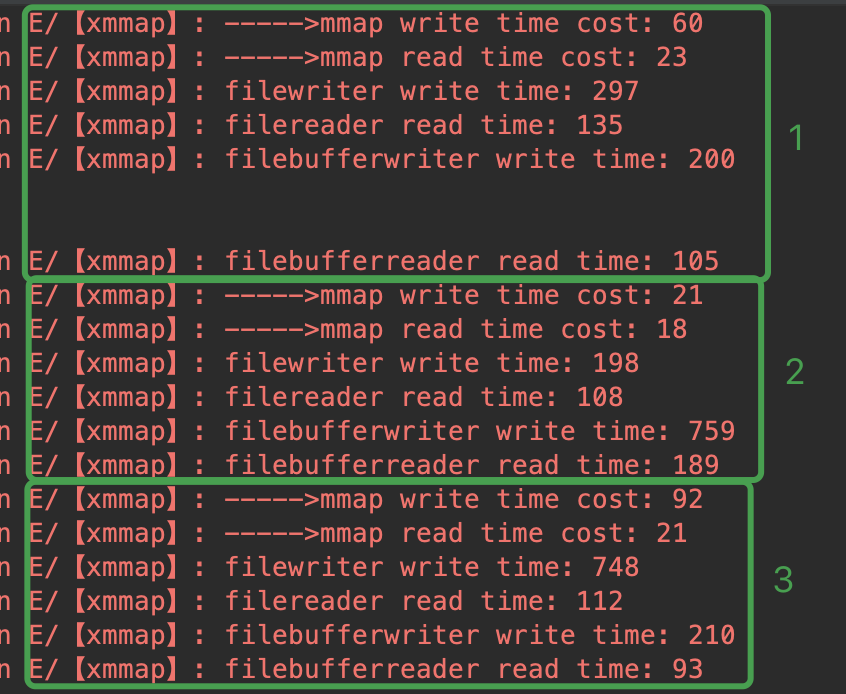 n E/【xmmap】: ----->mmap write time cost: 60
n E/【xmmap】: ----->mmap read time cost: 23
n E/【xmmap】: filewriter write time: 297
n E/【xmmap】: filereader read time: 135
1
n E/【xmmap】: filebufferwriter write time: 200
n E/【xmmap】: filebufferreader read time: 105
n E/【xmmap】: ----->mmap write time cost: 21
n E/【xmmap】: ----->mmap read time cost: 18
n E/【xmmap】: filewriter write time: 198
2
n E/【xmmap】: filereader read time: 108
n E/【xmmap】: filebufferwriter write time: 759
n E/【xmmap】: filebufferreader read time: 189
n E/【xmmap】: ----->mmap write time cost: 92
n E/【xmmap】: ----->mmap read time cost: 21
n E/【xmmap】: filewriter write time: 748
3
n E/【xmmap】: filereader read time: 112
n E/【xmmap】: filebufferwriter write time: 210
n E/【xmmap】: filebufferreader read time: 93